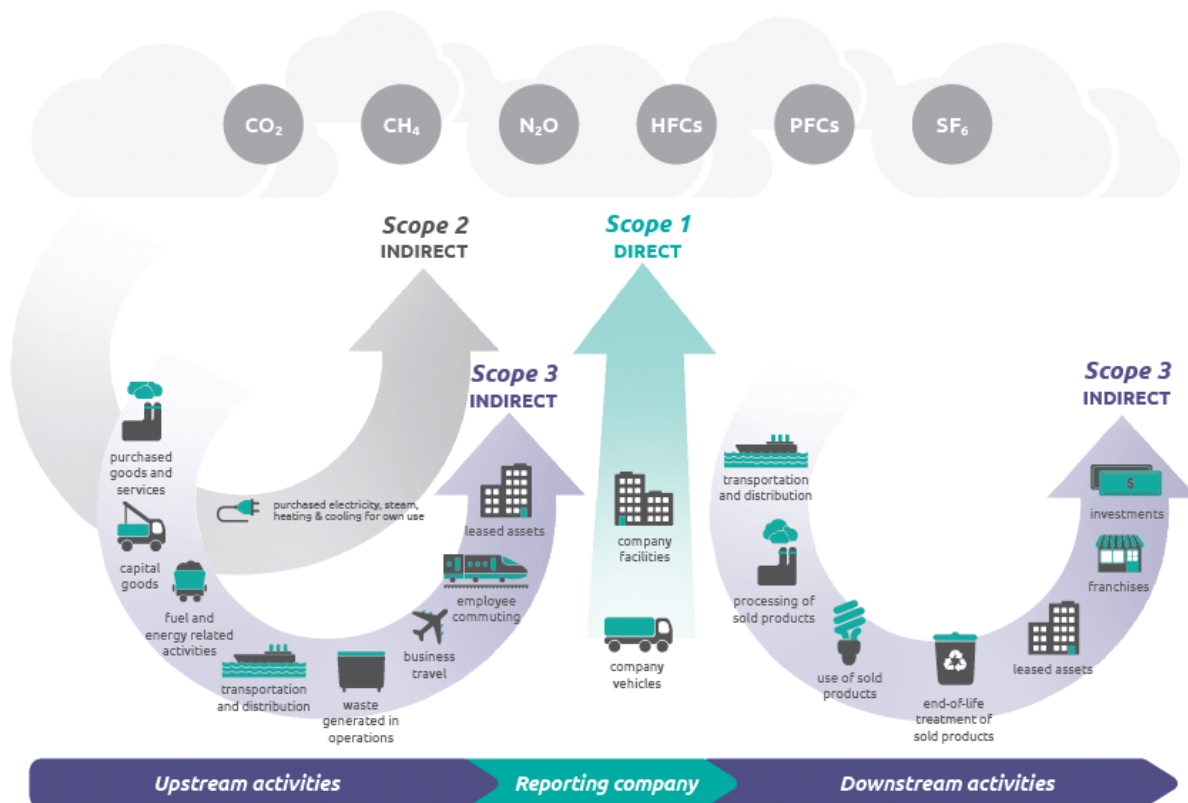 CO₂
CH₄
N₂O
HFCs
PFCs
SF₆
Scope 2
INDIRECT
Scope 1
DIRECT
Scope 3
INDIRECT
Scope 3
INDIRECT
purchased
goods and
services
capital
goods
fuel and
energy related
activities
transportation
and distribution
waste
generated in
operations
business
travel
employee
commuting
leased assets
purchased electricity, steam,
heating & cooling for own use
company
facilities
company
vehicles
transportation
and distribution
processing of
sold products
use of sold
products
end-of-life
treatment of
sold products
leased assets
franchises
$
investments
Upstream activities
Reporting company
Downstream activities